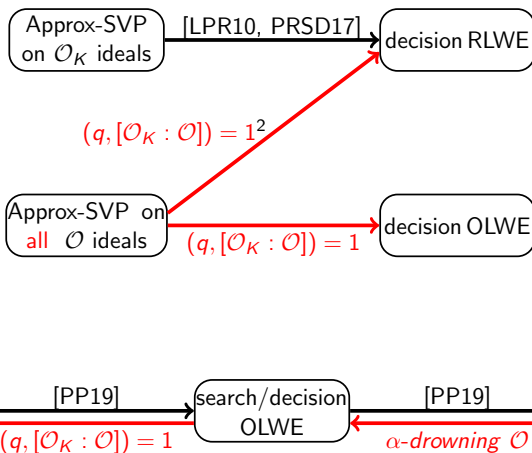 Approx-SVP
on 𝒪_K ideals
[LPR10, PRSD17]
decision RLWE
(q, [𝒪_K : 𝒪]) = 1²
Approx-SVP on
all 𝒪 ideals
(q, [𝒪_K : 𝒪]) = 1
decision OLWE
[PP19]
(q, [𝒪_K : 𝒪]) = 1
search/decision
OLWE
[PP19]
α-drowning 𝒪